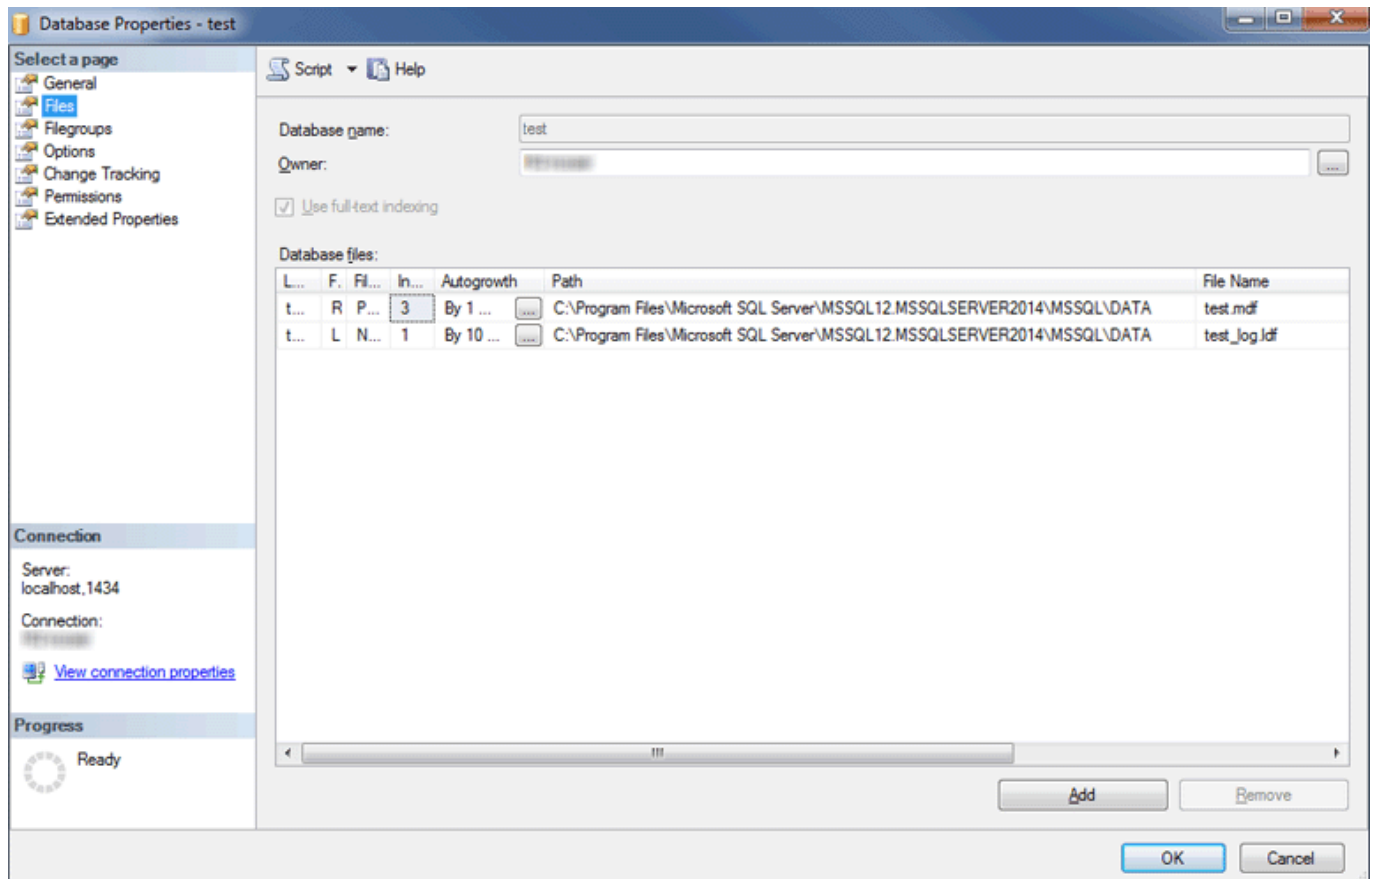 Database Properties - test
Select a page
General
Files
Filegroups
Options
Change Tracking
Permissions
Extended Properties
Script Help
Database name: test
Owner: ...
Use full-text indexing
Database files:
L... F. Fil... In... Autogrowth Path File Name
t... R P... 3 By 1 ... ... C:\Program Files\Microsoft SQL Server\MSSQL12.MSSQLSERVER2014\MSSQL\DATA test.mdf
t... L N... 1 By 10 ... ... C:\Program Files\Microsoft SQL Server\MSSQL12.MSSQLSERVER2014\MSSQL\DATA test_log.ldf
Connection
Server:
localhost,1434
Connection:
View connection properties
Progress
Ready
Add Remove
OK Cancel